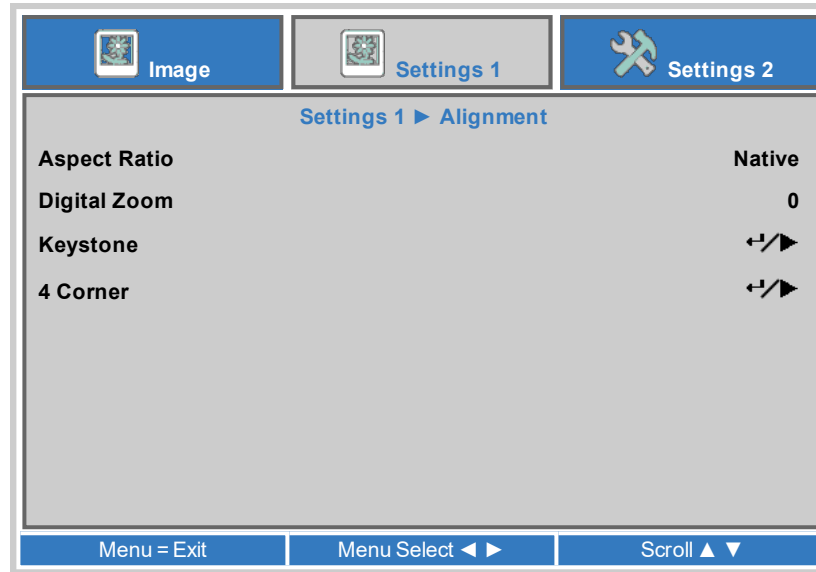 Image Settings 1 Settings 2
Settings 1 ► Alignment
Aspect Ratio Native
Digital Zoom 0
Keystone ↵/►
4 Corner ↵/►
Menu = Exit Menu Select ◄ ► Scroll ▲ ▼